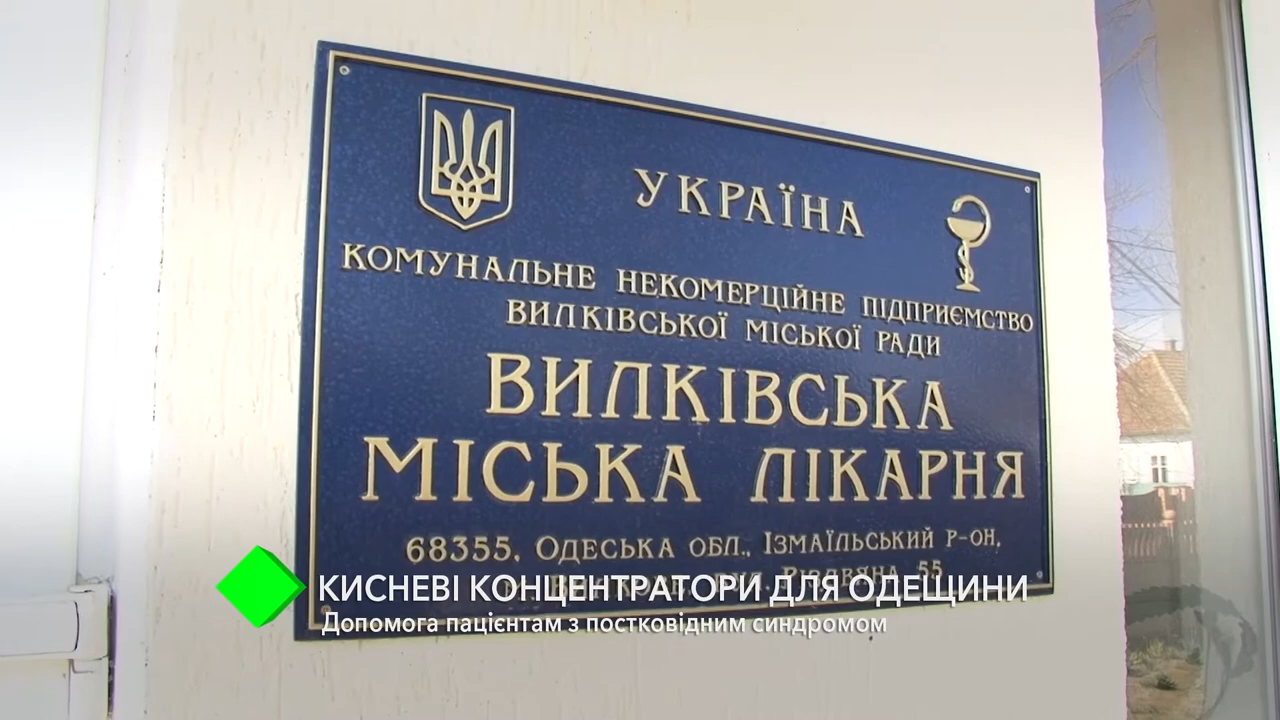 УКРАЇНА
КОМУНАЛЬНЕ НЕКОМЕРЦІЙНЕ ПІДПРИЄМСТВО
ВИЛКІВСЬКОЇ МІСЬКОЇ РАДИ
ВИЛКІВСЬКА
МІСЬКА ЛІКАРНЯ
68355, ОДЕСЬКА ОБЛ., ІЗМАЇЛЬСЬКИЙ Р-ОН,
РІЗДВЯНА 55
КИСНЕВІ КОНЦЕНТРАТОРИ ДЛЯ ОДЕЩИНИ
Допомога пацієнтам з постковідним синдромом